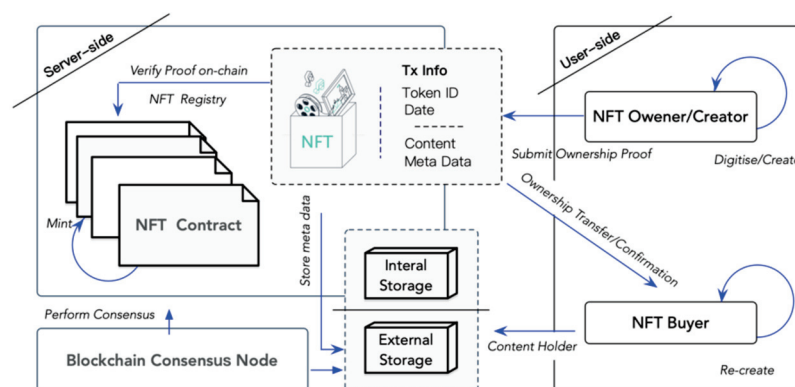 Server-side
User-side
Verify Proof on-chain
NFT Registry
NFT
Tx Info
Token ID
Date
Content
Meta Data
NFT Owener/Creator
Submit Ownership Proof
Digitise/Create
Mint
NFT Contract
Store meta data
Ownership Transfer/Confirmation
Interal
Storage
Perform Consensus
External
Storage
Content Holder
NFT Buyer
Blockchain Consensus Node
Re-create